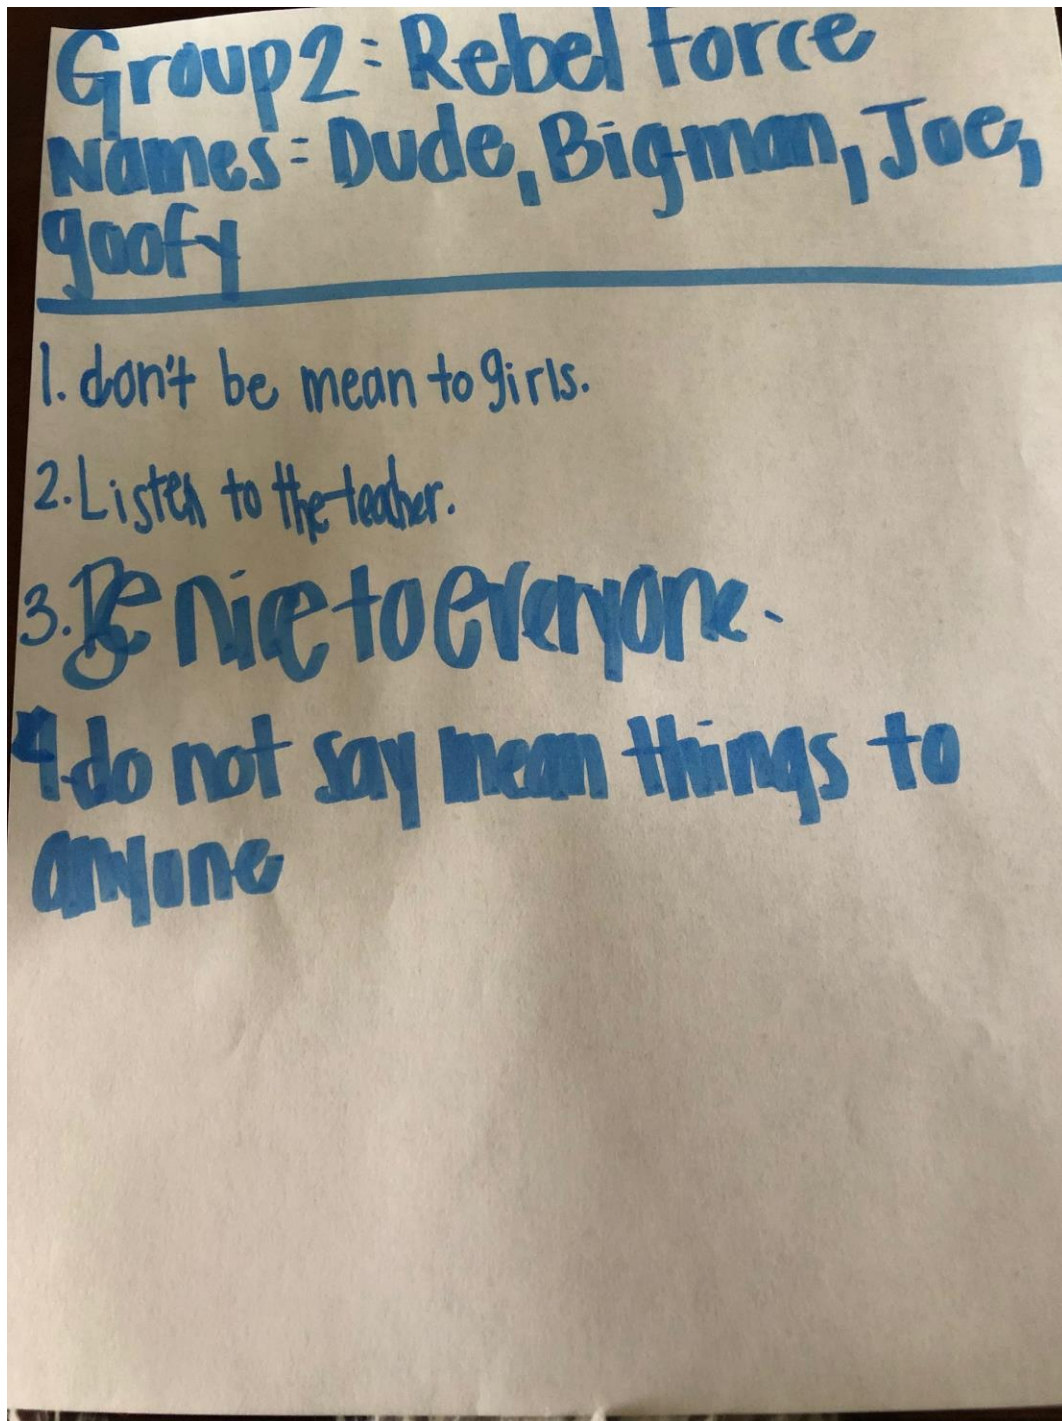 Group 2: Rebel Force
Names: Dude, Bigman, Joe,
goofy
1. don't be mean to girls.
2. Listen to the teacher.
3. Be nice to everyone.
4. do not say mean things to
anyone